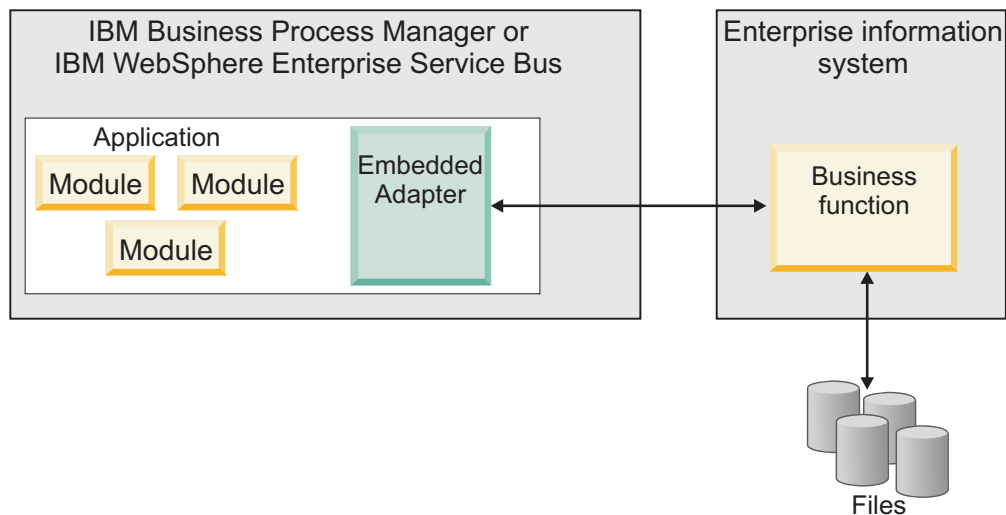 IBM Business Process Manager or
IBM WebSphere Enterprise Service Bus
Application
Module
Module
Module
Embedded
Adapter
Enterprise information
system
Business
function
Files